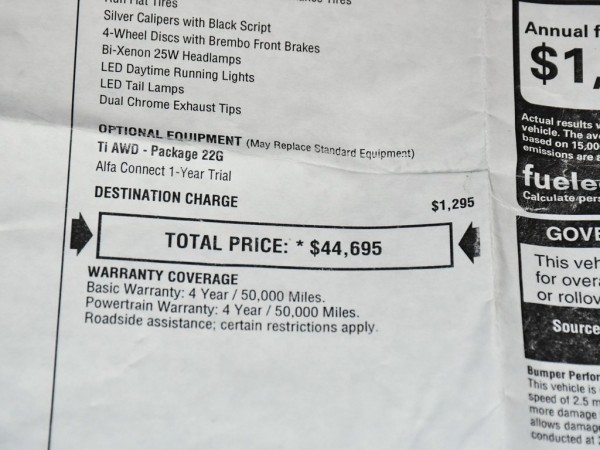 Tires
Silver Calipers with Black Script
4-Wheel Discs with Brembo Front Brakes
Bi-Xenon 25W Headlamps
LED Daytime Running Lights
LED Tail Lamps
Dual Chrome Exhaust Tips
OPTIONAL EQUIPMENT (May Replace Standard Equipment)
Ti AWD - Package 22G
Alfa Connect 1-Year Trial
DESTINATION CHARGE $1,295
TOTAL PRICE: * $44,695
WARRANTY COVERAGE
Basic Warranty: 4 Year / 50,000 Miles.
Powertrain Warranty: 4 Year / 50,000 Miles.
Roadside assistance; certain restrictions apply.
Annual f
$1,
Actual results v
vehicle. The av
based on 15,00
emissions are a
fuele
Calculate pers
GOVE
This veh
for overa
or rollov
Source
Bumper Perfor
This vehicle is
speed of 2.5 m
more damage
allows damag
conducted at 2